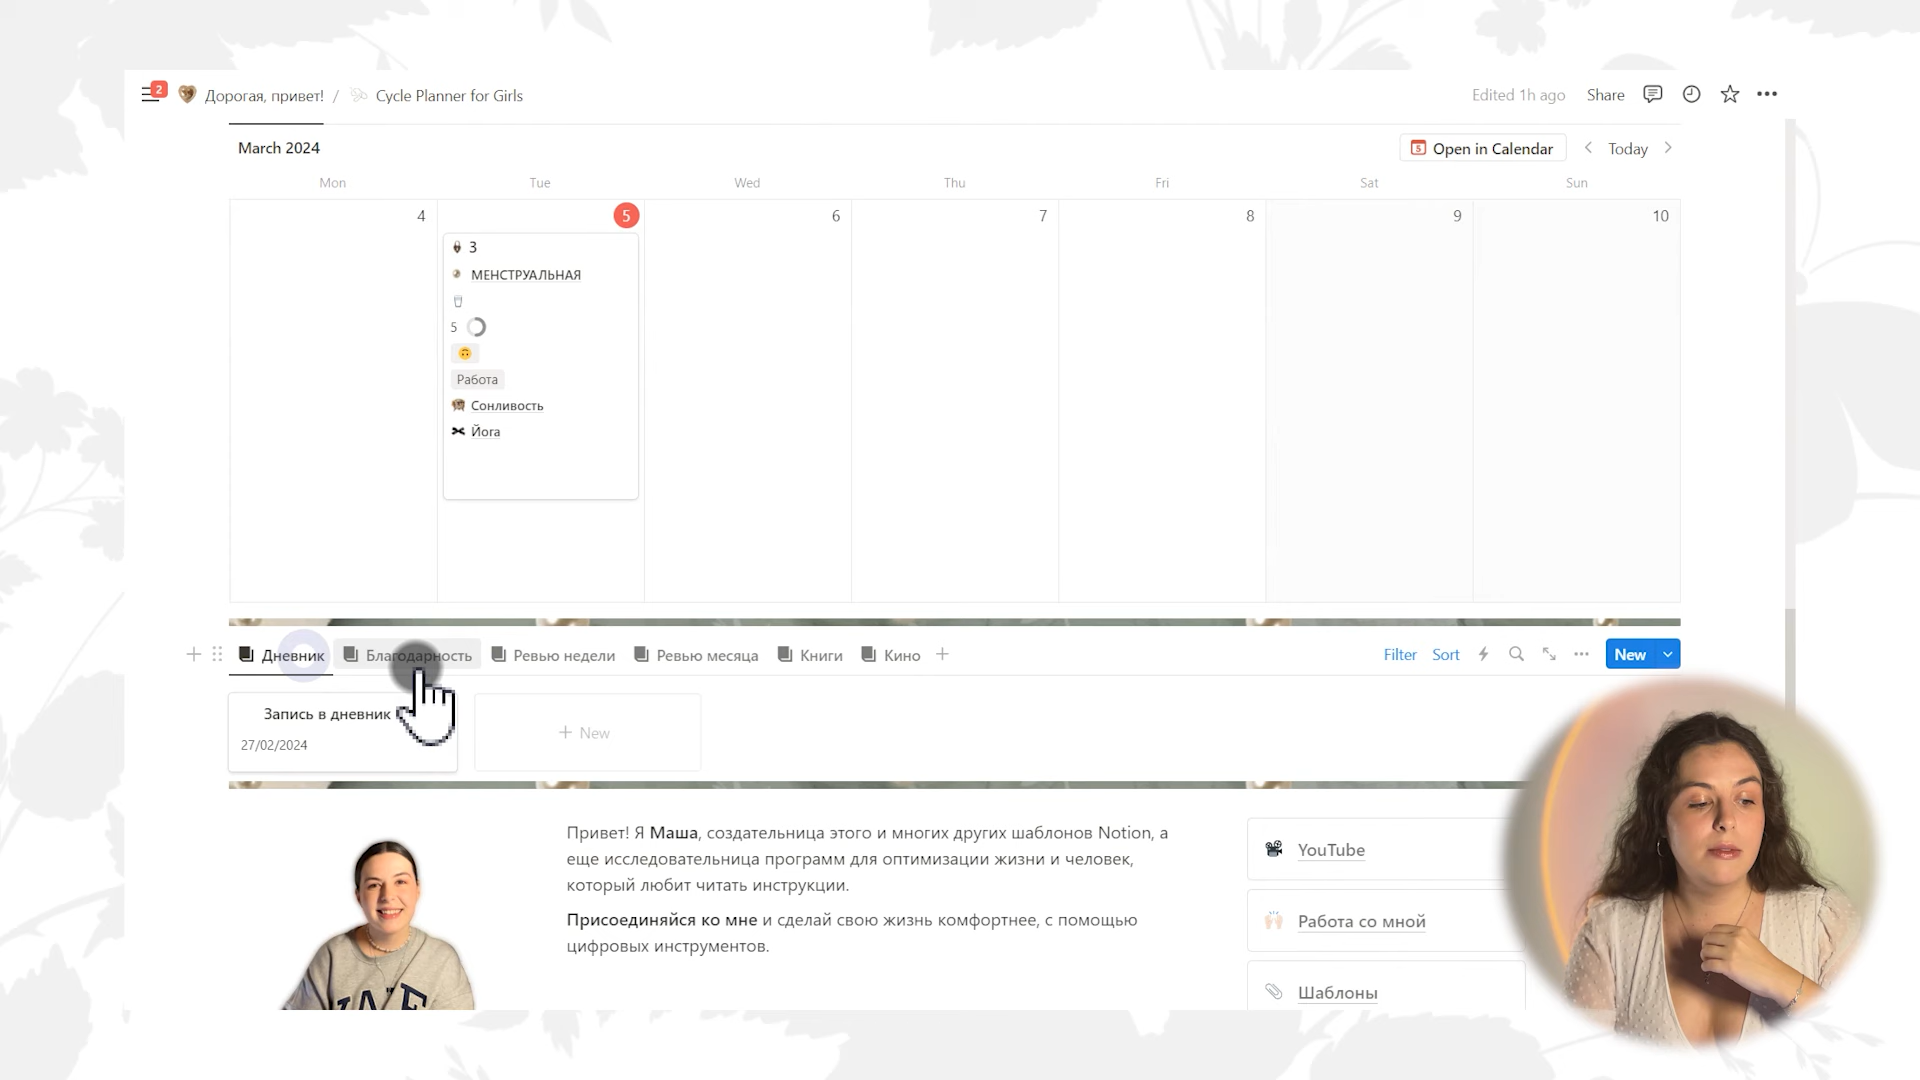 2
Дорогая, привет! / Cycle Planner for Girls
Edited 1h ago Share
March 2024
5 Open in Calendar Today
Mon Tue Wed Thu Fri Sat Sun
4 5 6 7 8 9 10
3
МЕНСТРУАЛЬНАЯ
5
Работа
Сонливость
Йога
Дневник Благодарность Ревью недели Ревью месяца Книги Кино
Filter Sort New
Запись в дневник
27/02/2024
+ New
Привет! Я Маша, создательница этого и многих других шаблонов Notion, а
еще исследовательница программ для оптимизации жизни и человек,
который любит читать инструкции.
Присоединяйся ко мне и сделай свою жизнь комфортнее, с помощью
цифровых инструментов.
YouTube
Работа со мной
Шаблоны